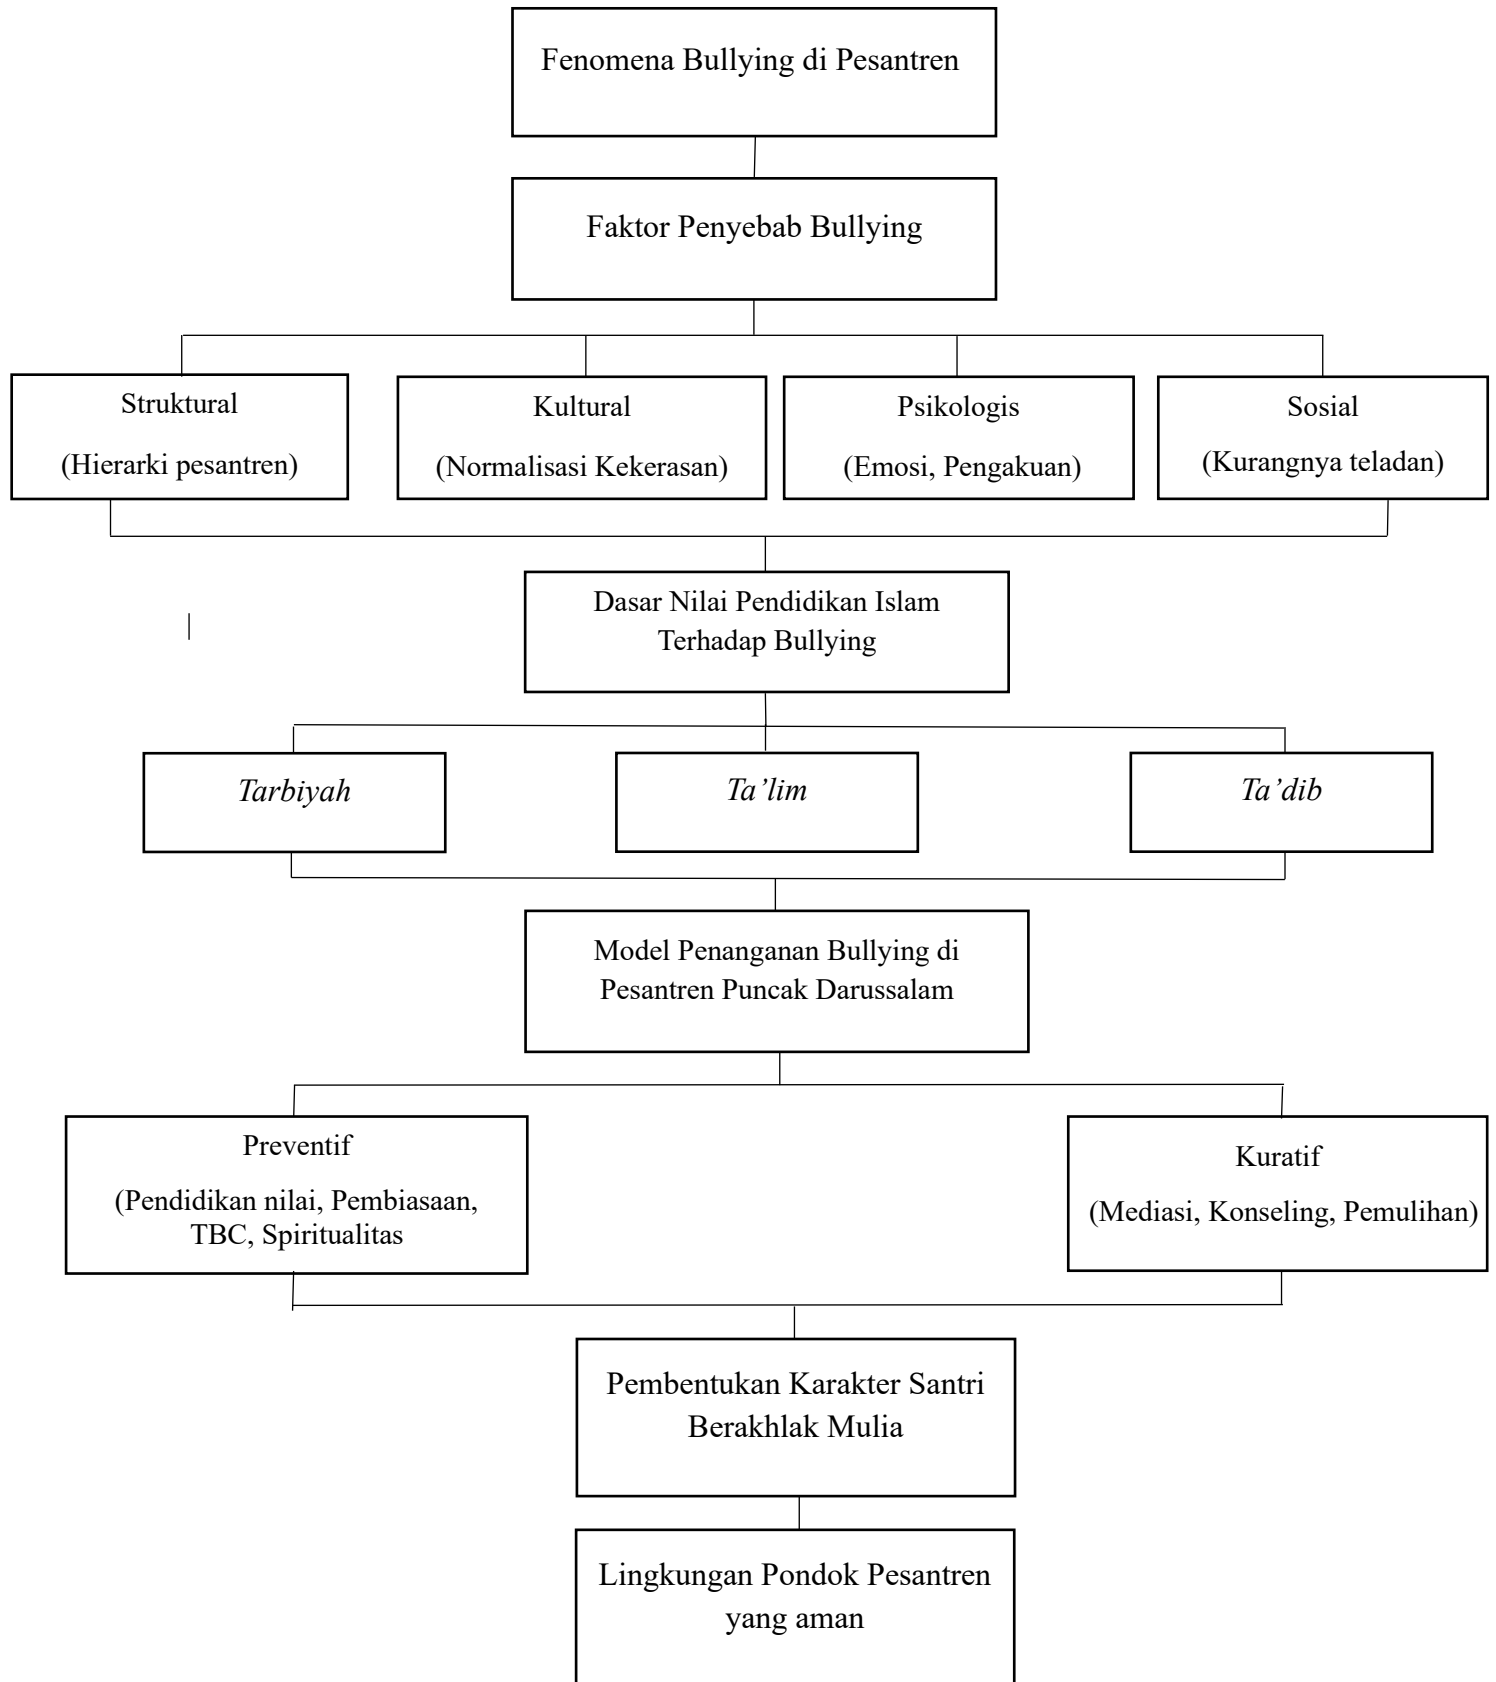 Fenomena Bullying di Pesantren
Faktor Penyebab Bullying
Struktural
(Hierarki pesantren)
Kultural
(Normalisasi Kekerasan)
Psikologis
(Emosi, Pengakuan)
Sosial
(Kurangnya teladan)
Dasar Nilai Pendidikan Islam
Terhadap Bullying
Tarbiyah
Ta’lim
Ta’dib
Model Penanganan Bullying di
Pesantren Puncak Darussalam
Preventif
(Pendidikan nilai, Pembiasaan,
TBC, Spiritualitas
Kuratif
(Mediasi, Konseling, Pemulihan)
Pembentukan Karakter Santri
Berakhlak Mulia
Lingkungan Pondok Pesantren
yang aman